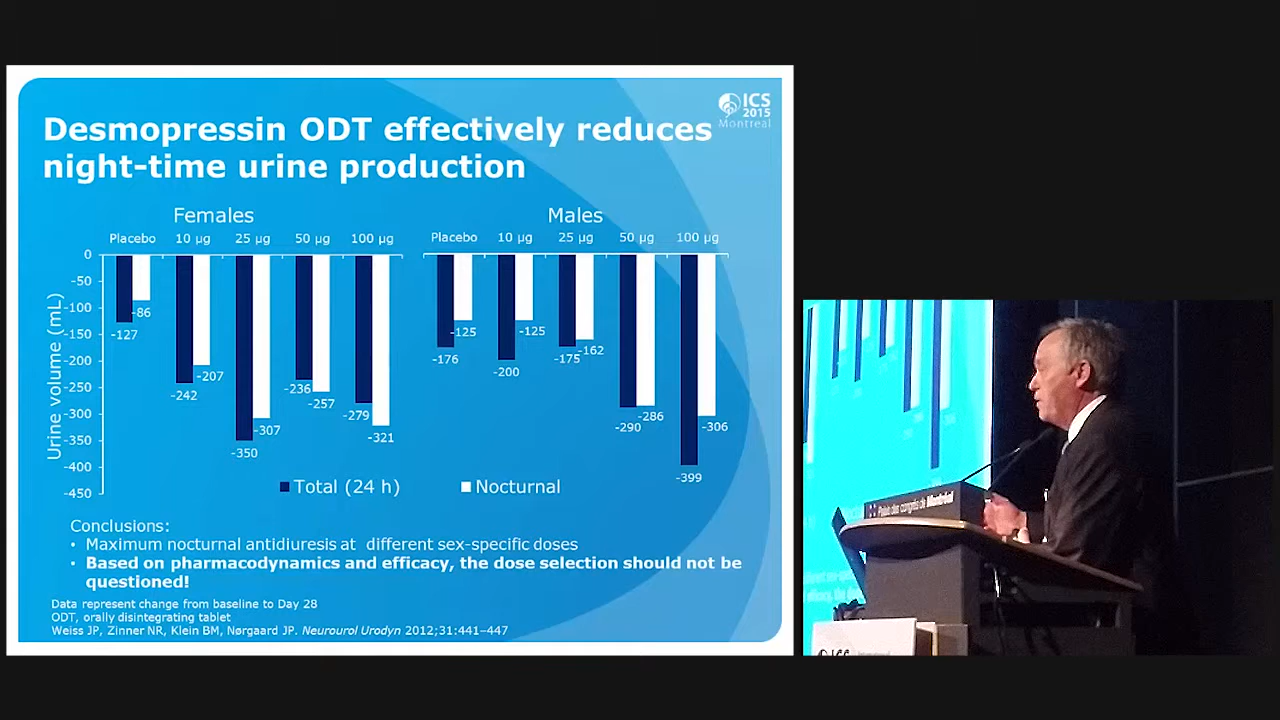 ICS
2015
Montreal
Desmopressin ODT effectively reduces
night-time urine production
Females
Males
Placebo 10 µg 25 µg 50 µg 100 µg
Placebo 10 µg 25 µg 50 µg 100 µg
Urine volume (mL)
0
-50
-100
-150
-200
-250
-300
-350
-400
-450
-127
-86
-242
-207
-350
-307
-236
-257
-279
-321
-176
-125
-200
-125
-175
-162
-290
-286
-399
-306
Total (24 h)
Nocturnal
Conclusions:
• Maximum nocturnal antidiuresis at different sex-specific doses
• Based on pharmacodynamics and efficacy, the dose selection should not be
questioned!
Data represent change from baseline to Day 28
ODT, orally disintegrating tablet
Weiss JP, Zinner NR, Klein BM, Nørgaard JP. Neurourol Urodyn 2012;31:441–447
Palais des congrès de Montréal